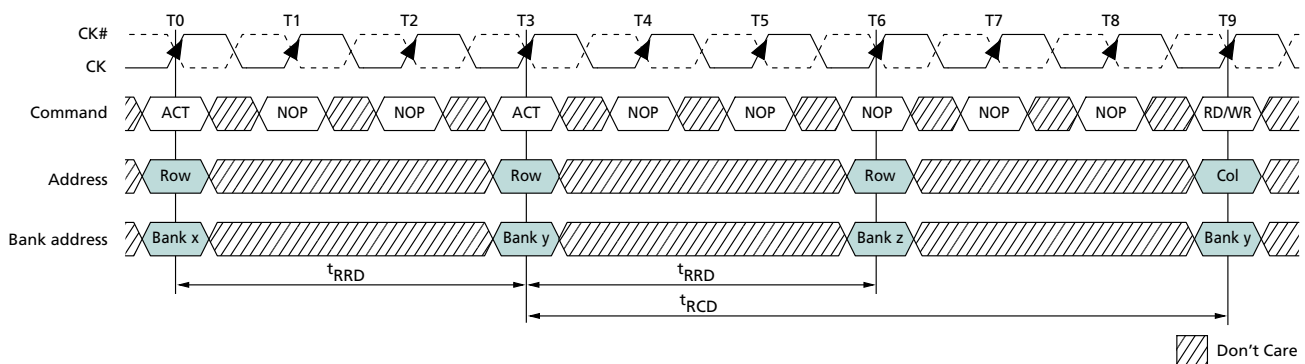 T0 T1 T2 T3 T4 T5 T6 T7 T8 T9
CK#
CK
Command ACT NOP NOP ACT NOP NOP NOP NOP NOP RD/WR
Address Row Row Row Col
Bank address Bank x Bank y Bank z Bank y
tRRD tRRD
tRCD
Don't Care